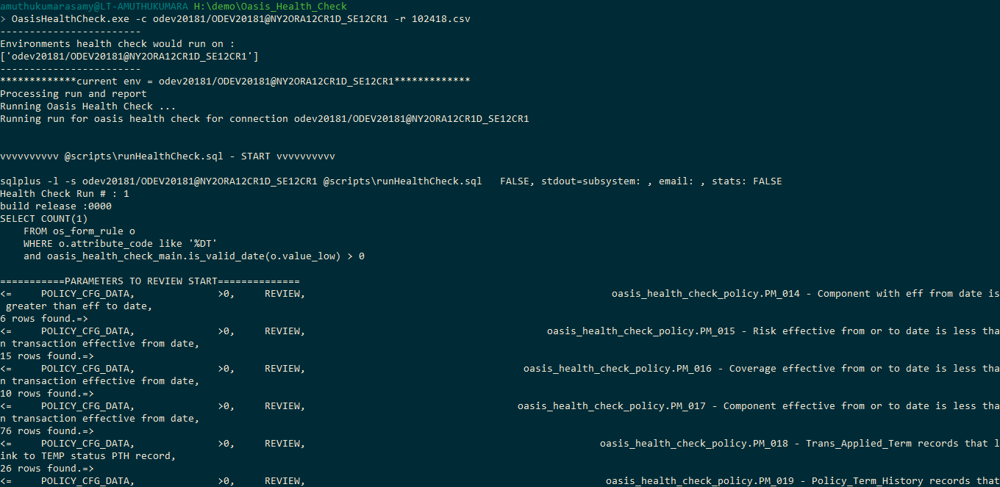 amuthukumarasamy@LT-AMUTHUKUMARA H:\demo\Oasis_Health_Check
> OasisHealthCheck.exe -c odev20181/ODEV20181@NY2ORA12CR1D_SE12CR1 -r 102418.csv
------------------------
Environments health check would run on :
['odev20181/ODEV20181@NY2ORA12CR1D_SE12CR1']
------------------------
*************current env = odev20181/ODEV20181@NY2ORA12CR1D_SE12CR1*************
Processing run and report
Running Oasis Health Check ...
Running run for oasis health check for connection odev20181/ODEV20181@NY2ORA12CR1D_SE12CR1
vvvvvvvvvv @scripts\runHealthCheck.sql - START vvvvvvvvvv
sqlplus -l -s odev20181/ODEV20181@NY2ORA12CR1D_SE12CR1 @scripts\runHealthCheck.sql   FALSE, stdout=subsystem: , email: , stats: FALSE
Health Check Run # : 1
build release :0000
SELECT COUNT(1)
    FROM os_form_rule o
    WHERE o.attribute_code like '%DT'
    and oasis_health_check_main.is_valid_date(o.value_low) > 0
===========PARAMETERS TO REVIEW START==============
<=     POLICY_CFG_DATA,              >0,     REVIEW,     oasis_health_check_policy.PM_014 - Component with eff from date is
 greater than eff to date,
6 rows found.=>
<=     POLICY_CFG_DATA,              >0,     REVIEW,     oasis_health_check_policy.PM_015 - Risk effective from or to date is less tha
n transaction effective from date,
15 rows found.=>
<=     POLICY_CFG_DATA,              >0,     REVIEW,     oasis_health_check_policy.PM_016 - Coverage effective from or to date is less tha
n transaction effective from date,
10 rows found.=>
<=     POLICY_CFG_DATA,              >0,     REVIEW,     oasis_health_check_policy.PM_017 - Component effective from or to date is less tha
n transaction effective from date,
76 rows found.=>
<=     POLICY_CFG_DATA,              >0,     REVIEW,     oasis_health_check_policy.PM_018 - Trans_Applied_Term records that l
ink to TEMP status PTH record,
26 rows found.=>
<=     POLICY_CFG_DATA,              >0,     REVIEW,     oasis_health_check_policy.PM_019 - Policy_Term_History records that